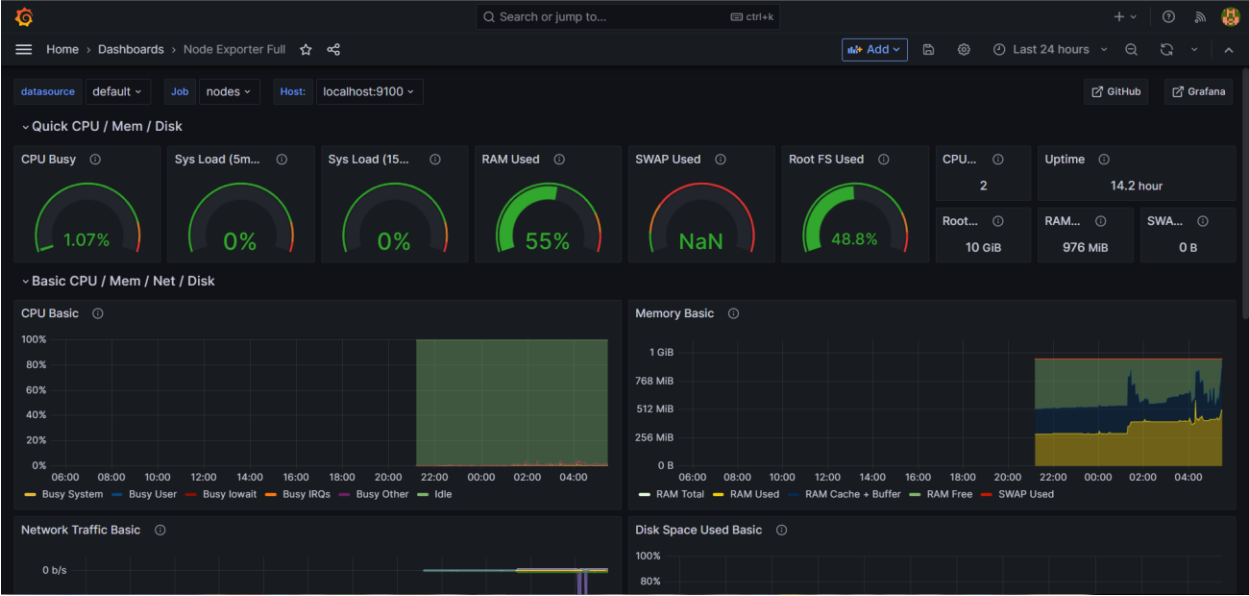 Search or jump to... ctrl+k
Home › Dashboards › Node Exporter Full
Add
Last 24 hours
datasource default Job nodes Host: localhost:9100 GitHub Grafana
Quick CPU / Mem / Disk
CPU Busy Sys Load (5m... Sys Load (15... RAM Used SWAP Used Root FS Used CPU... Uptime
2 14.2 hour
Root... RAM... SWA...
1.07% 0% 0% 55% NaN 48.8% 10 GiB 976 MiB 0 B
Basic CPU / Mem / Net / Disk
CPU Basic
100%
80%
60%
40%
20%
0%
06:00 08:00 10:00 12:00 14:00 16:00 18:00 20:00 22:00 00:00 02:00 04:00
Busy System Busy User Busy Iowait Busy IRQs Busy Other Idle
Memory Basic
1 GiB
768 MiB
512 MiB
256 MiB
0 B
06:00 08:00 10:00 12:00 14:00 16:00 18:00 20:00 22:00 00:00 02:00 04:00
RAM Total RAM Used RAM Cache + Buffer RAM Free SWAP Used
Network Traffic Basic
0 b/s
Disk Space Used Basic
100%
80%